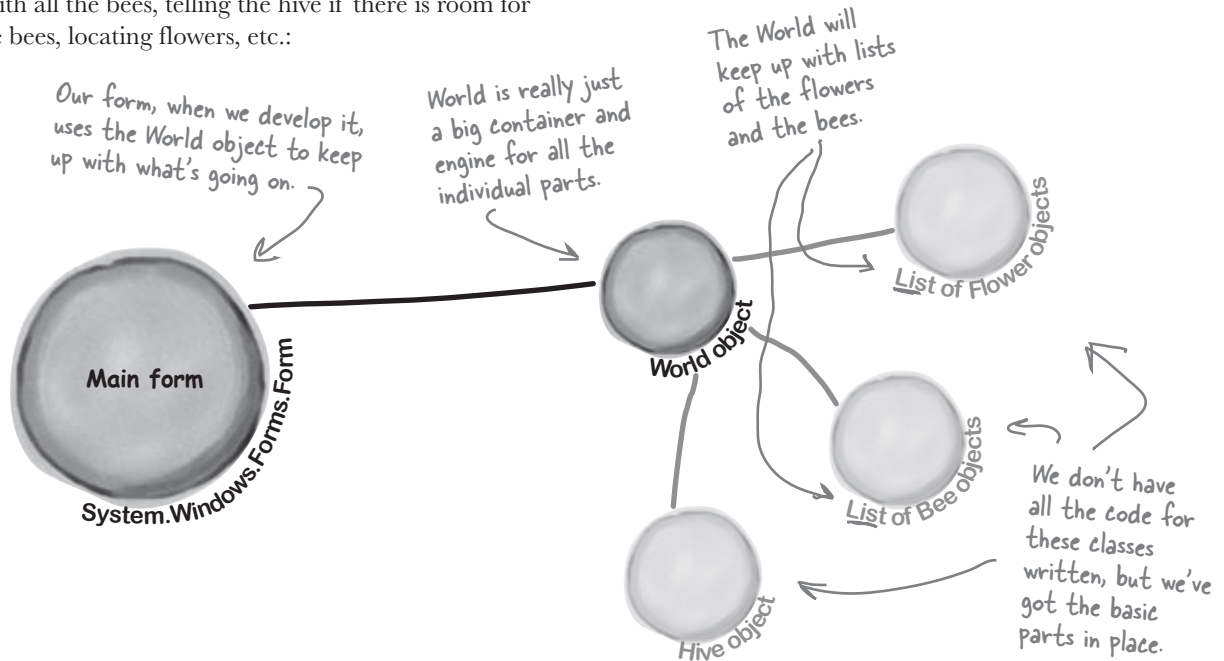 ith all the bees, telling the hive if there is room for
e bees, locating flowers, etc.:
Our form, when we develop it,
uses the World object to keep
up with what's going on.
World is really just
a big container and
engine for all the
individual parts.
The World will
keep up with lists
of the flowers
and the bees.
Main form
System.Windows.Forms.Form
World object
List of Flower objects
List of Bee objects
Hive object
We don't have
all the code for
these classes
written, but we've
got the basic
parts in place.